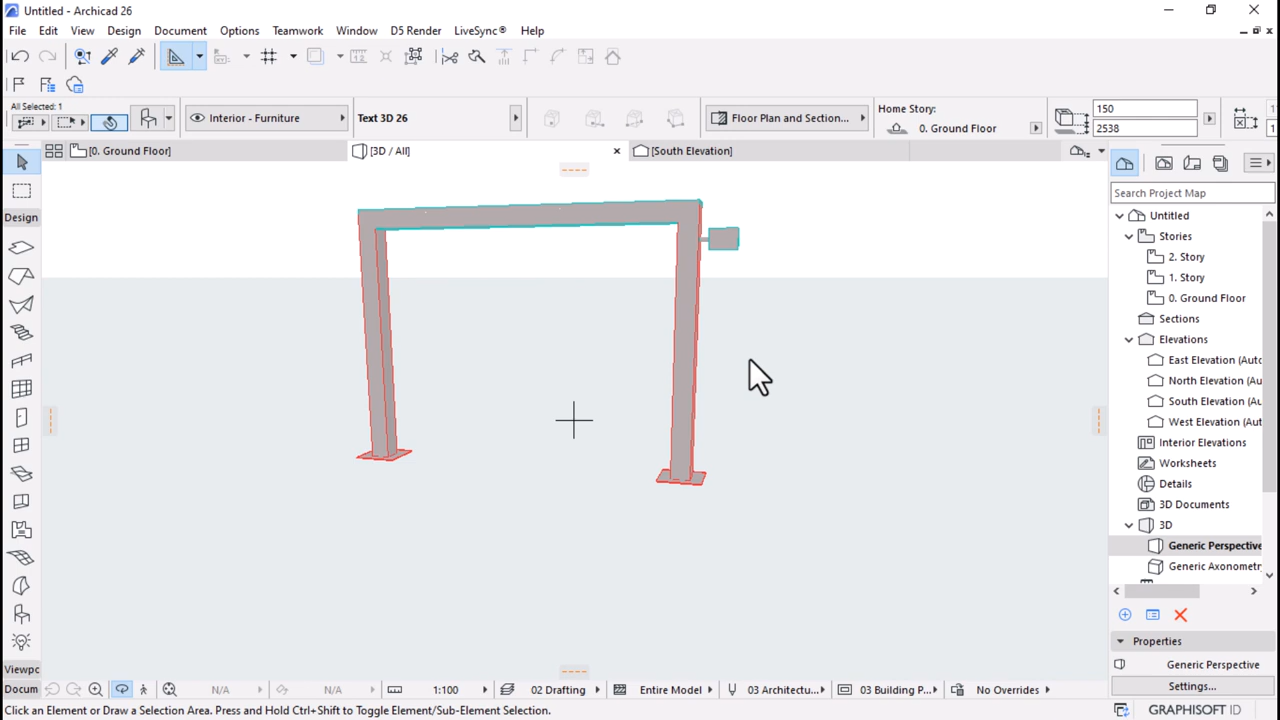 Untitled - Archicad 26
File Edit View Design Document Options Teamwork Window D5 Render LiveSync® Help
All Selected: 1
Interior - Furniture
Text 3D 26
Floor Plan and Section...
Home Story:
0. Ground Floor
150
2538
[0. Ground Floor]
[3D / All]
[South Elevation]
Design
Viewpc
Docum
Search Project Map
Untitled
Stories
2. Story
1. Story
0. Ground Floor
Sections
Elevations
East Elevation (Auto
North Elevation (Au
South Elevation (Au
West Elevation (Aut
Interior Elevations
Worksheets
Details
3D Documents
3D
Generic Perspective
Generic Axonometr
Properties
Generic Perspective
Settings...
N/A
N/A
1:100
02 Drafting
Entire Model
03 Architectu...
03 Building P...
No Overrides
Click an Element or Draw a Selection Area. Press and Hold Ctrl+Shift to Toggle Element/Sub-Element Selection.
GRAPHISOFT ID